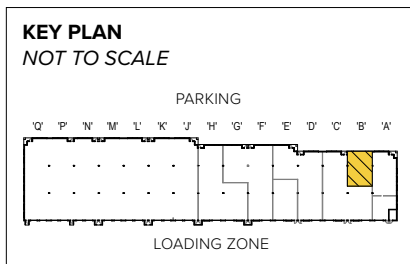 KEY PLAN
NOT TO SCALE
PARKING
'Q' 'P' 'N' 'M' 'L' 'K' 'J' 'H' 'G' 'F' 'E' 'D' 'C' 'B' 'A'
LOADING ZONE